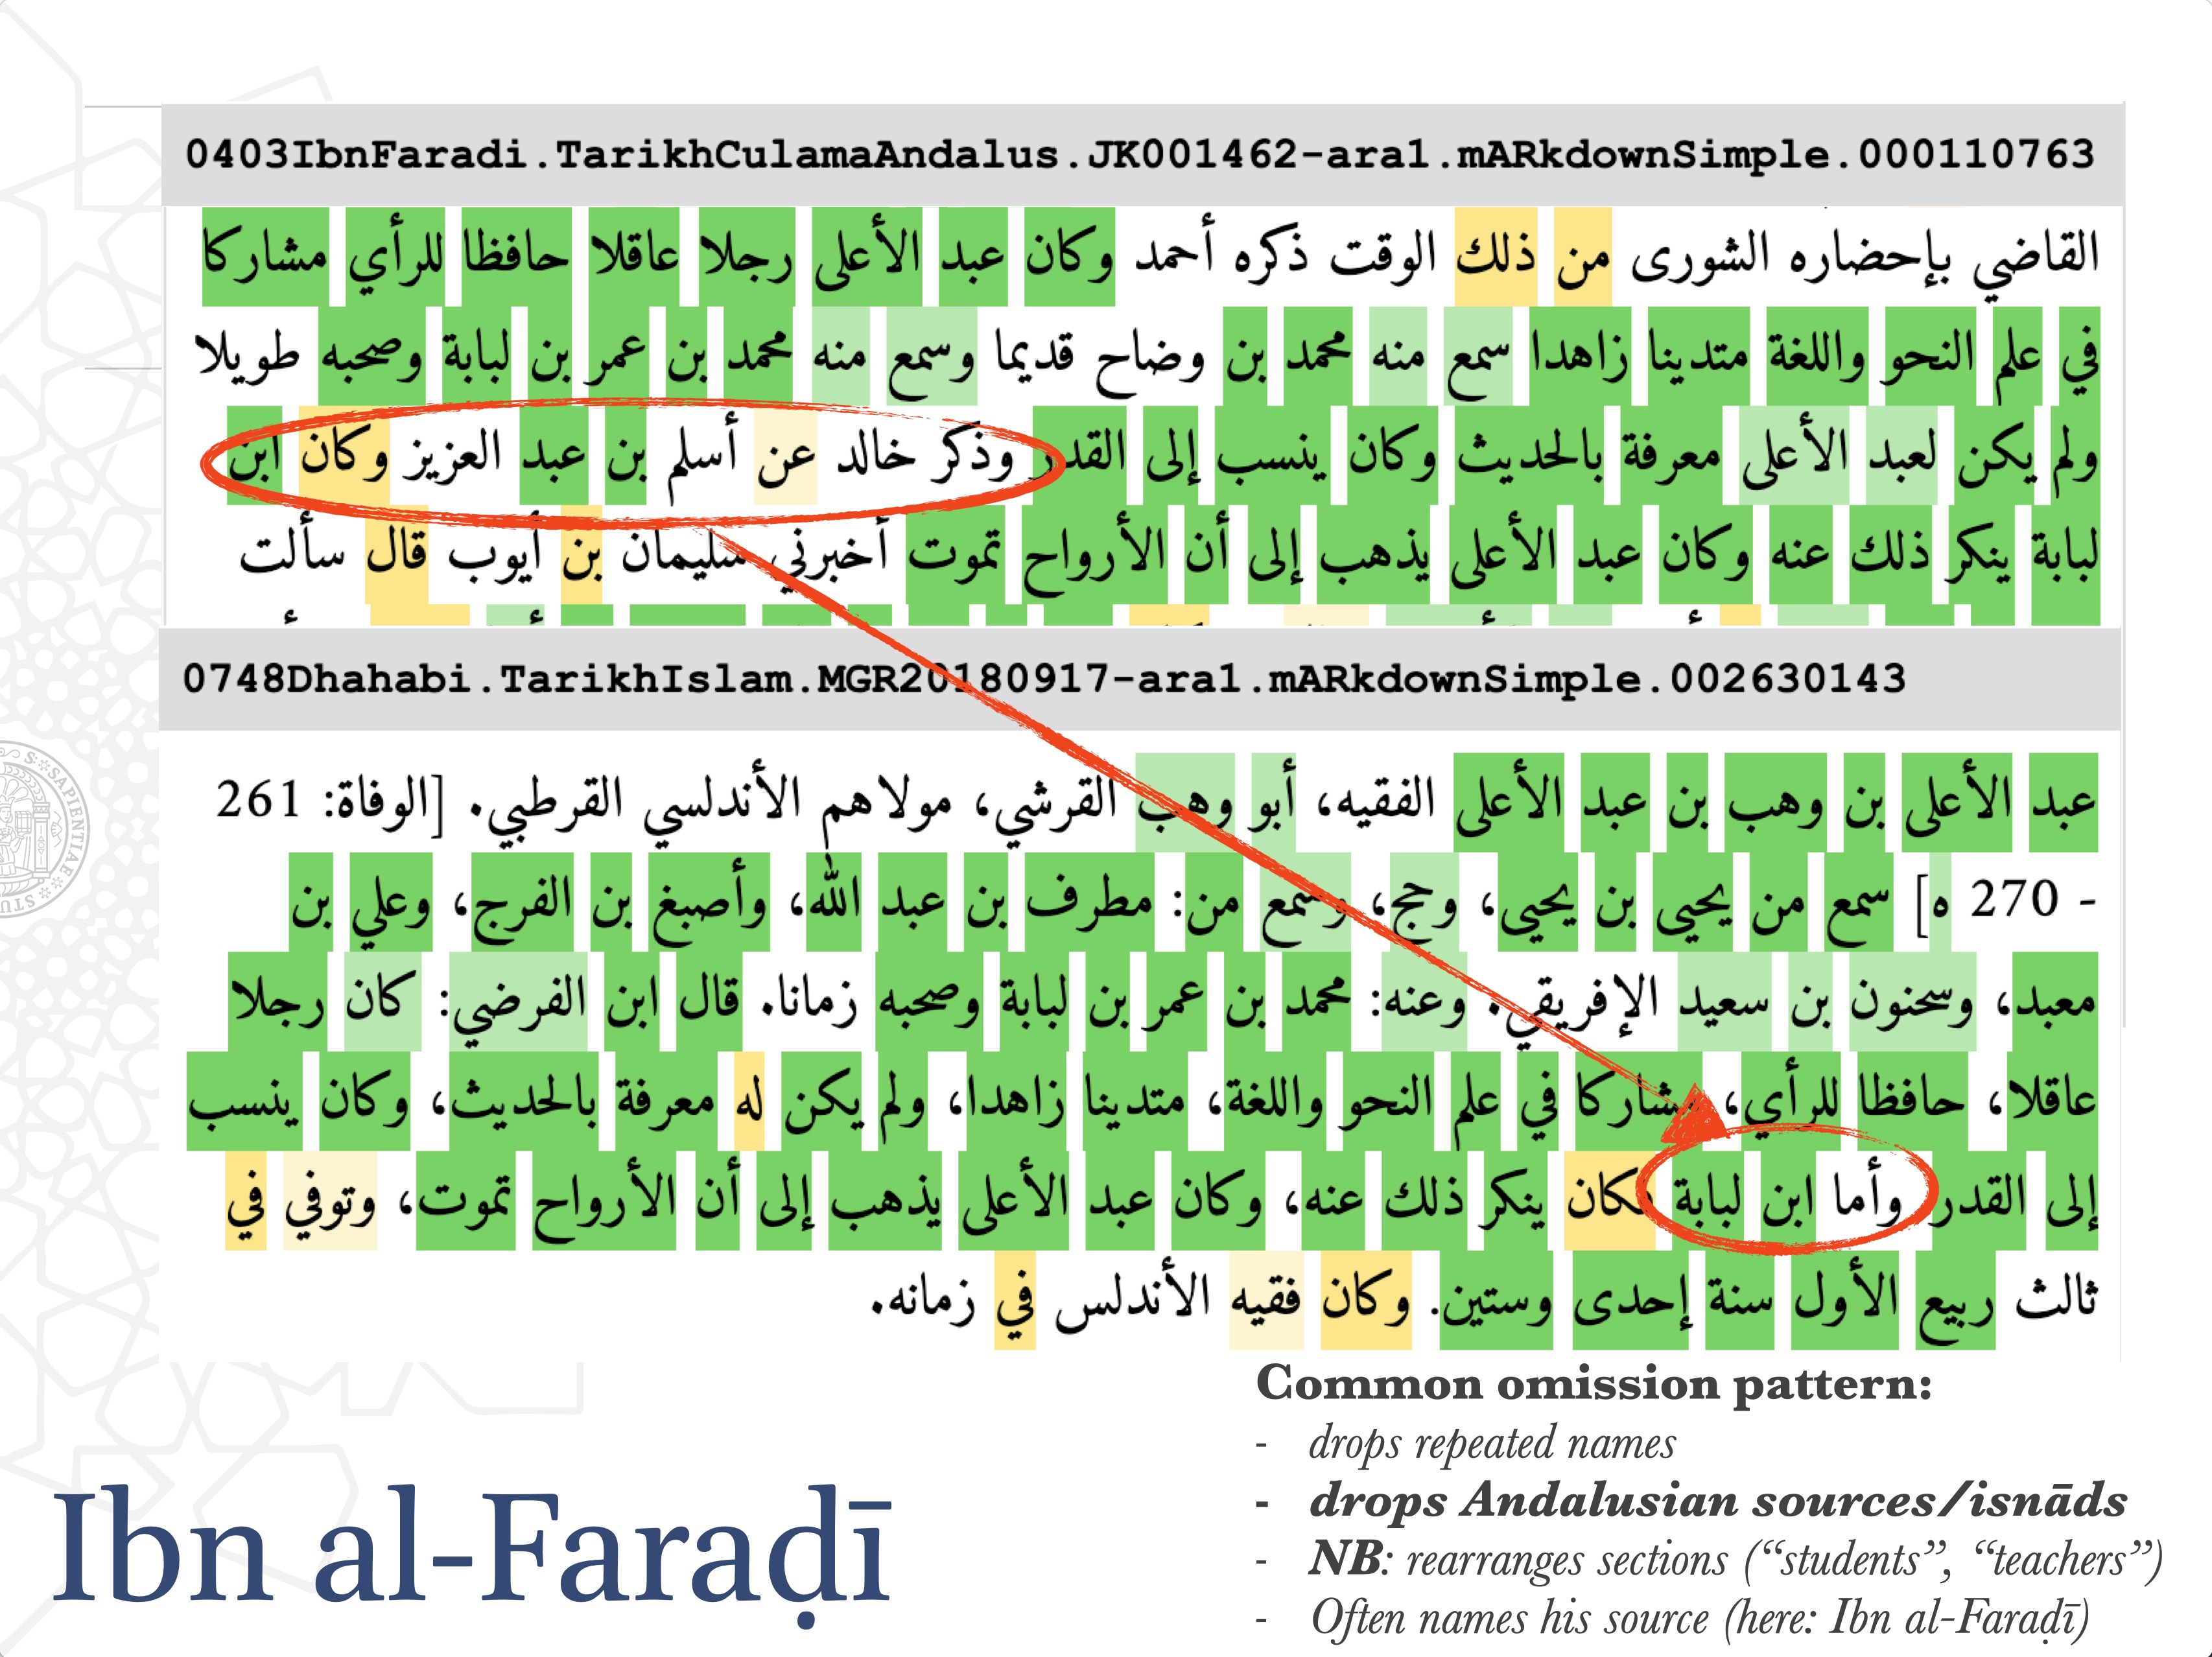 0403IbnFaradi.TarikhCulamaAndalus.JK001462-ara1.mARkdownSimple.000110763
القاضي بإحضاره الشورى من ذلك الوقت ذكره أحمد وكان عبد الأعلى رجلا عاقلا حافظا للرأي مشاركا
في علم النحو واللغة متدينا زاهدا سمع منه محمد بن وضاح قديما وسمع منه محمد بن عمر بن لبابة وصحبه طويلا
ولم يكن لعبد الأعلى معرفة بالحديث وكان ينسب إلى القدر وذكر خالد عن أسلم بن عبد العزيز وكان ابن
لبابة ينكر ذلك عنه وكان عبد الأعلى يذهب إلى أن الأرواح تموت أخبرني سليمان بن أيوب قال سألت
0748Dhahabi.TarikhIslam.MGR20180917-ara1.mARkdownSimple.002630143
عبد الأعلى بن وهب بن عبد الأعلى الفقيه، أبو وهب القرشي، مولاهم الأندلسي القرطبي. [الوفاة: 261
- 270 ه] سمع من يحيى بن يحيى، وحج، وسمع من: مطرف بن عبد الله، وأصبغ بن الفرج، وعلي بن
معبد، وسحنون بن سعيد الإفريقي. وعنه: محمد بن عمر بن لبابة وصحبه زمانا. قال ابن الفرضي: كان رجلا
عاقلا، حافظا للرأي، مشاركا في علم النحو واللغة، متدينا زاهدا، ولم يكن له معرفة بالحديث، وكان ينسب
إلى القدر وأما ابن لبابة فكان ينكر ذلك عنه، وكان عبد الأعلى يذهب إلى أن الأرواح تموت، وتوفي في
ثالث ربيع الأول سنة إحدى وستين. وكان فقيه الأندلس في زمانه.
Common omission pattern:
- drops repeated names
- drops Andalusian sources/isnāds
- NB: rearranges sections (“students”, “teachers”)
- Often names his source (here: Ibn al-Faraḍī)
Ibn al-Faraḍī